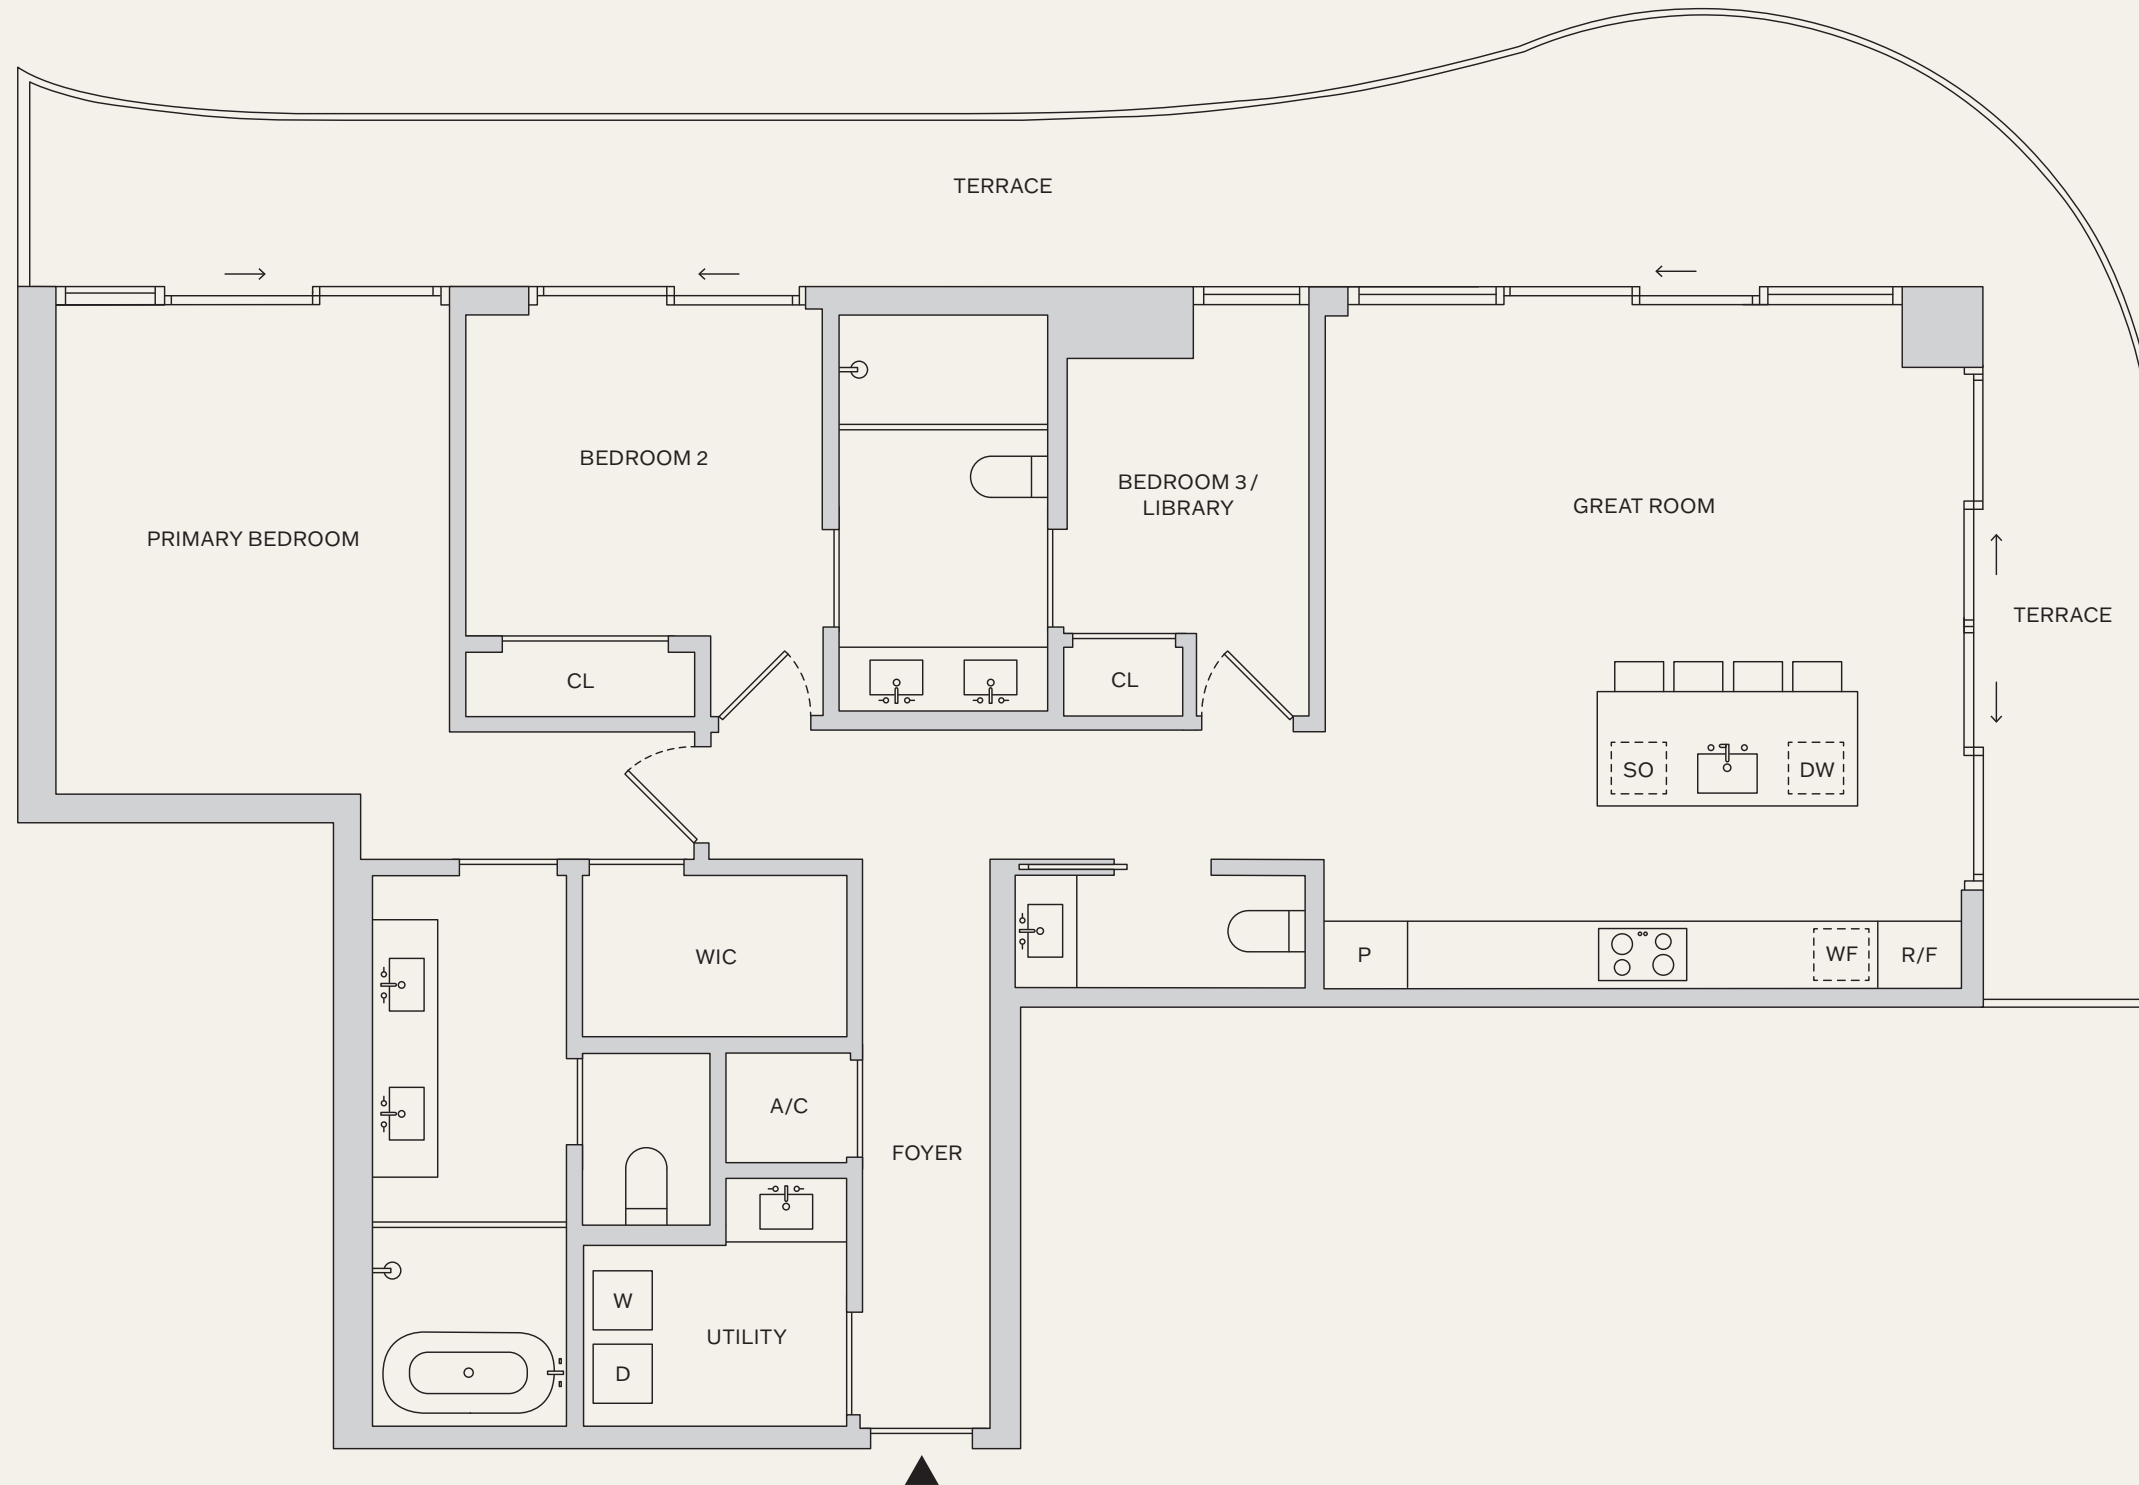 TERRACE
BEDROOM 2
BEDROOM 3 /
LIBRARY
GREAT ROOM
PRIMARY BEDROOM
TERRACE
CL
CL
SO
DW
WIC
P
WF
R/F
A/C
FOYER
W
UTILITY
D